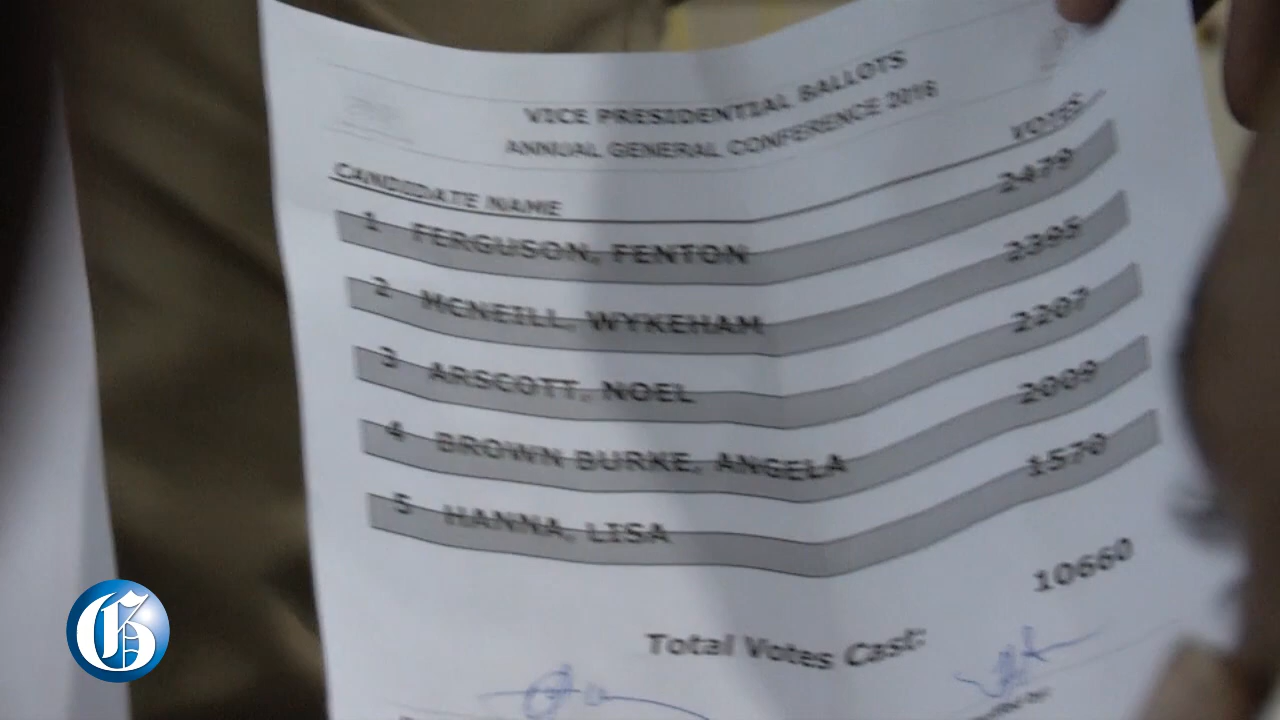 VICE PRESIDENTIAL BALLOTS
ANNUAL GENERAL CONFERENCE 2016
CANDIDATE NAME VOTES
1 FERGUSON, FENTON 2479
2 MCNEILL, WYKEHAM 2395
3 ARSCOTT, NOEL 2207
4 BROWN BURKE, ANGELA 2009
5 HANNA, LISA 1570
10660
Total Votes Cast:
G